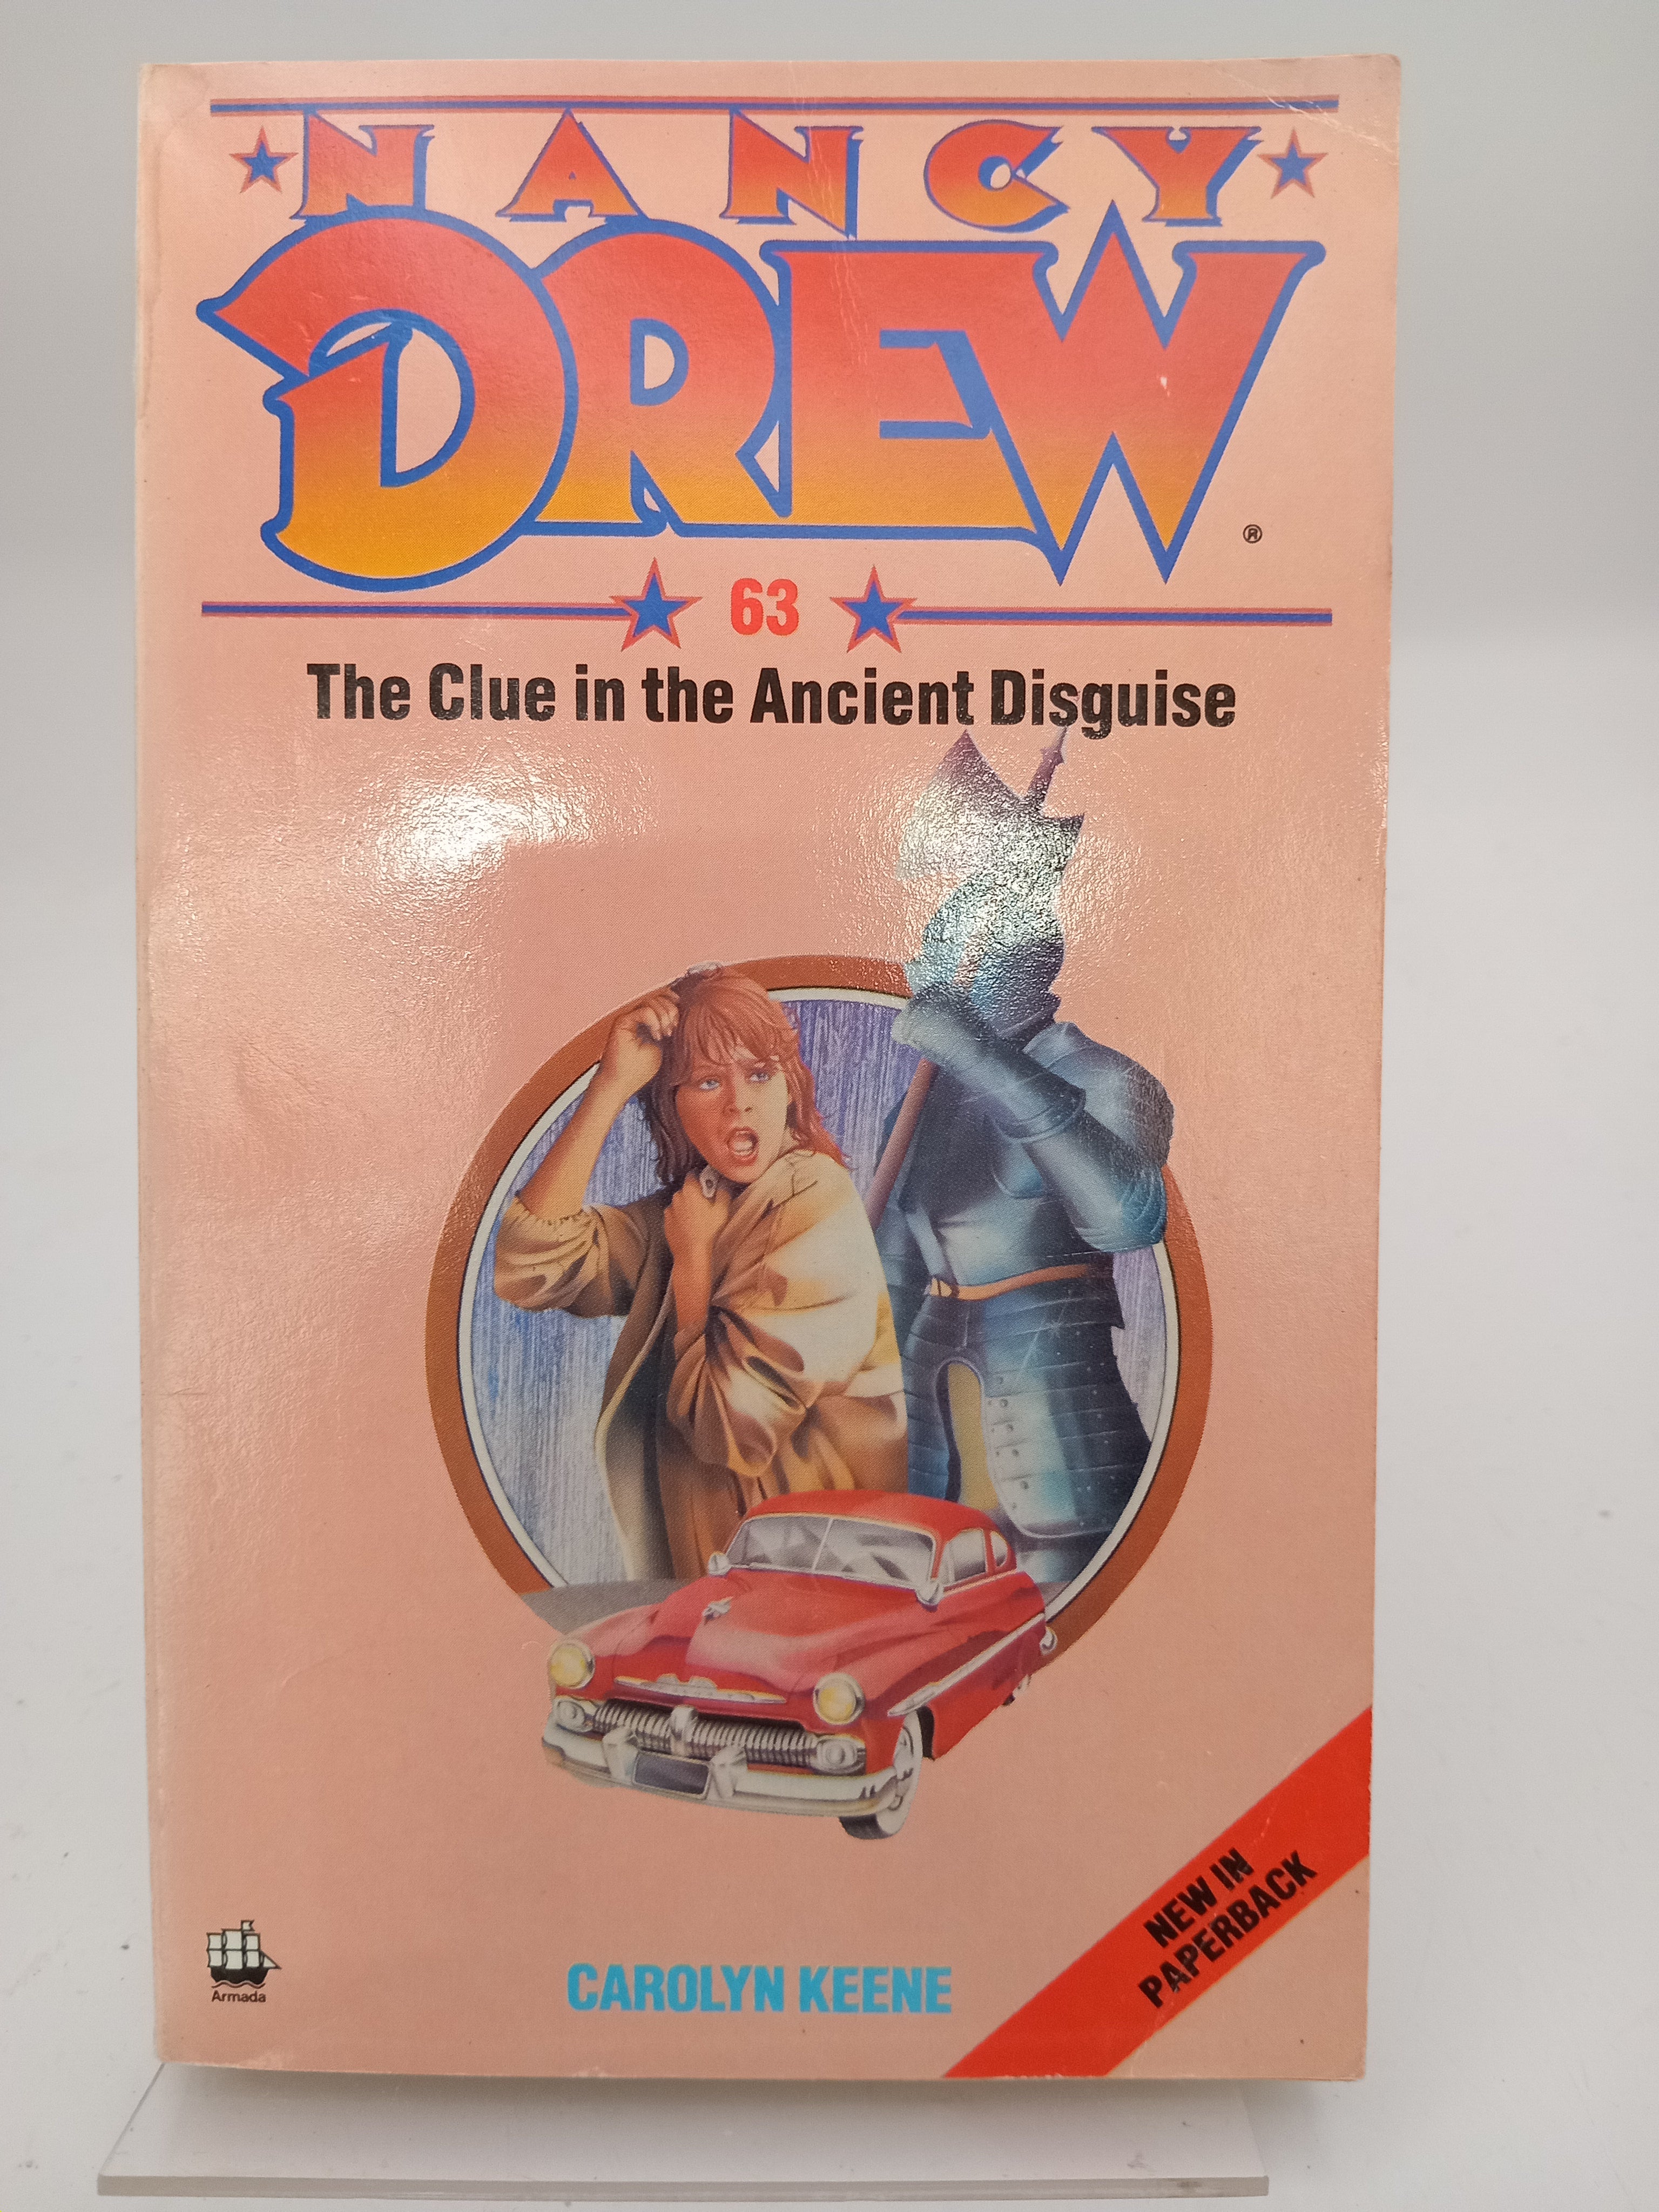 NANCY
DREW
®
63
The Clue in the Ancient Disguise
NEW IN
PAPERBACK
Armada
CAROLYN KEENE